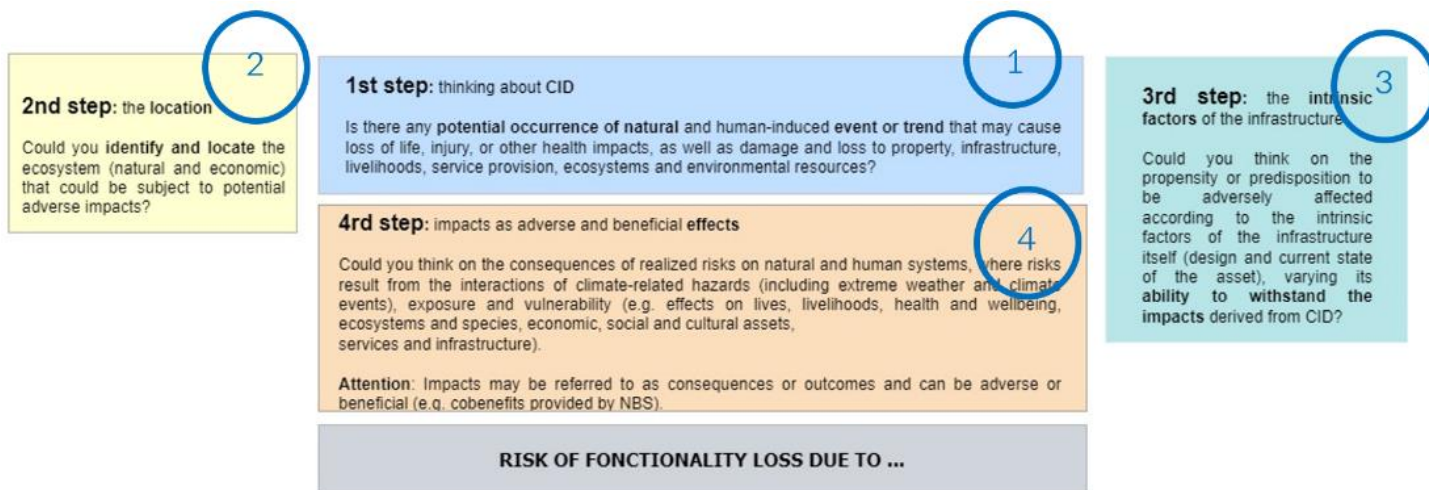 2
2nd step: the location
Could you identify and locate the
ecosystem (natural and economic)
that could be subject to potential
adverse impacts?
1
1st step: thinking about CID
Is there any potential occurrence of natural and human-induced event or trend that may cause
loss of life, injury, or other health impacts, as well as damage and loss to property, infrastructure,
livelihoods, service provision, ecosystems and environmental resources?
4
4rd step: impacts as adverse and beneficial effects
Could you think on the consequences of realized risks on natural and human systems, where risks
result from the interactions of climate-related hazards (including extreme weather and climate
events), exposure and vulnerability (e.g. effects on lives, livelihoods, health and wellbeing,
ecosystems and species, economic, social and cultural assets,
services and infrastructure).
Attention: Impacts may be referred to as consequences or outcomes and can be adverse or
beneficial (e.g. cobenefits provided by NBS).
RISK OF FONCTIONALITY LOSS DUE TO ...
3
3rd step: the intrinsic
factors of the infrastructure
Could you think on the
propensity or predisposition to
be adversely affected
according to the intrinsic
factors of the infrastructure
itself (design and current state
of the asset), varying its
ability to withstand the
impacts derived from CID?